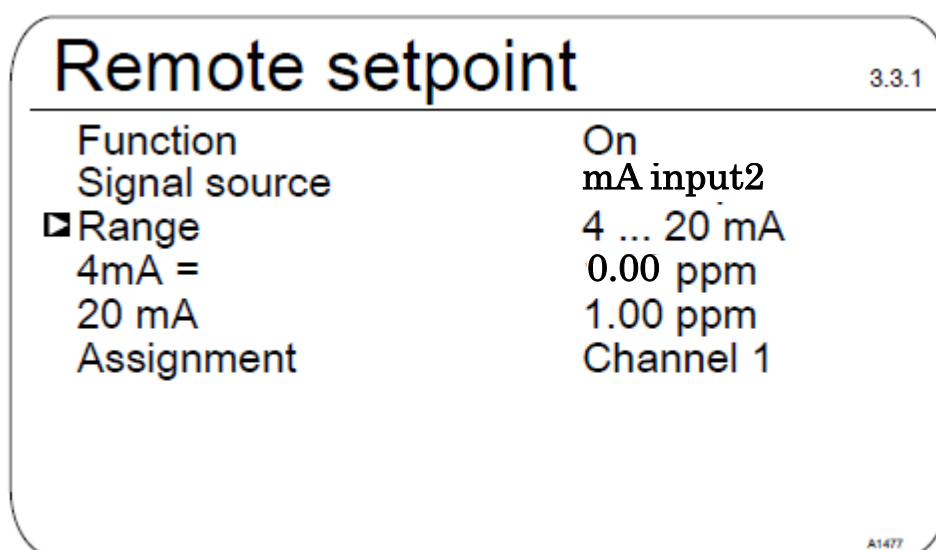 Remote setpoint 3.3.1
Function On
Signal source mA input2
Range 4 ... 20 mA
4mA = 0.00 ppm
20 mA 1.00 ppm
Assignment Channel 1
A1477